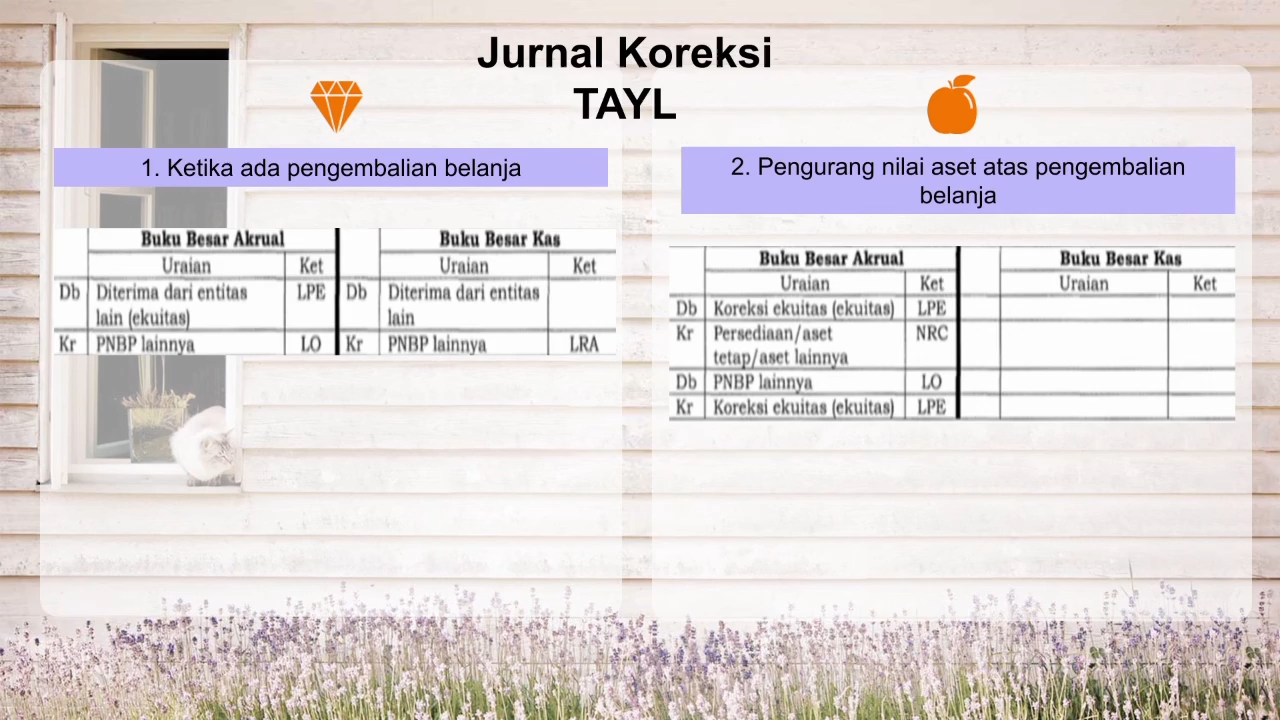 Jurnal Koreksi
TAYL
1. Ketika ada pengembalian belanja
Buku Besar Akrual Buku Besar Kas
Uraian Ket Uraian Ket
Db Diterima dari entitas LPE Db Diterima dari entitas
lain (ekuitas) lain
Kr PNBP lainnya LO Kr PNBP lainnya LRA
2. Pengurang nilai aset atas pengembalian
belanja
Buku Besar Akrual Buku Besar Kas
Uraian Ket Uraian Ket
Db Koreksi ekuitas (ekuitas) LPE
Kr Persediaan/aset NRC
tetap/aset lainnya
Db PNBP lainnya LO
Kr Koreksi ekuitas (ekuitas) LPE